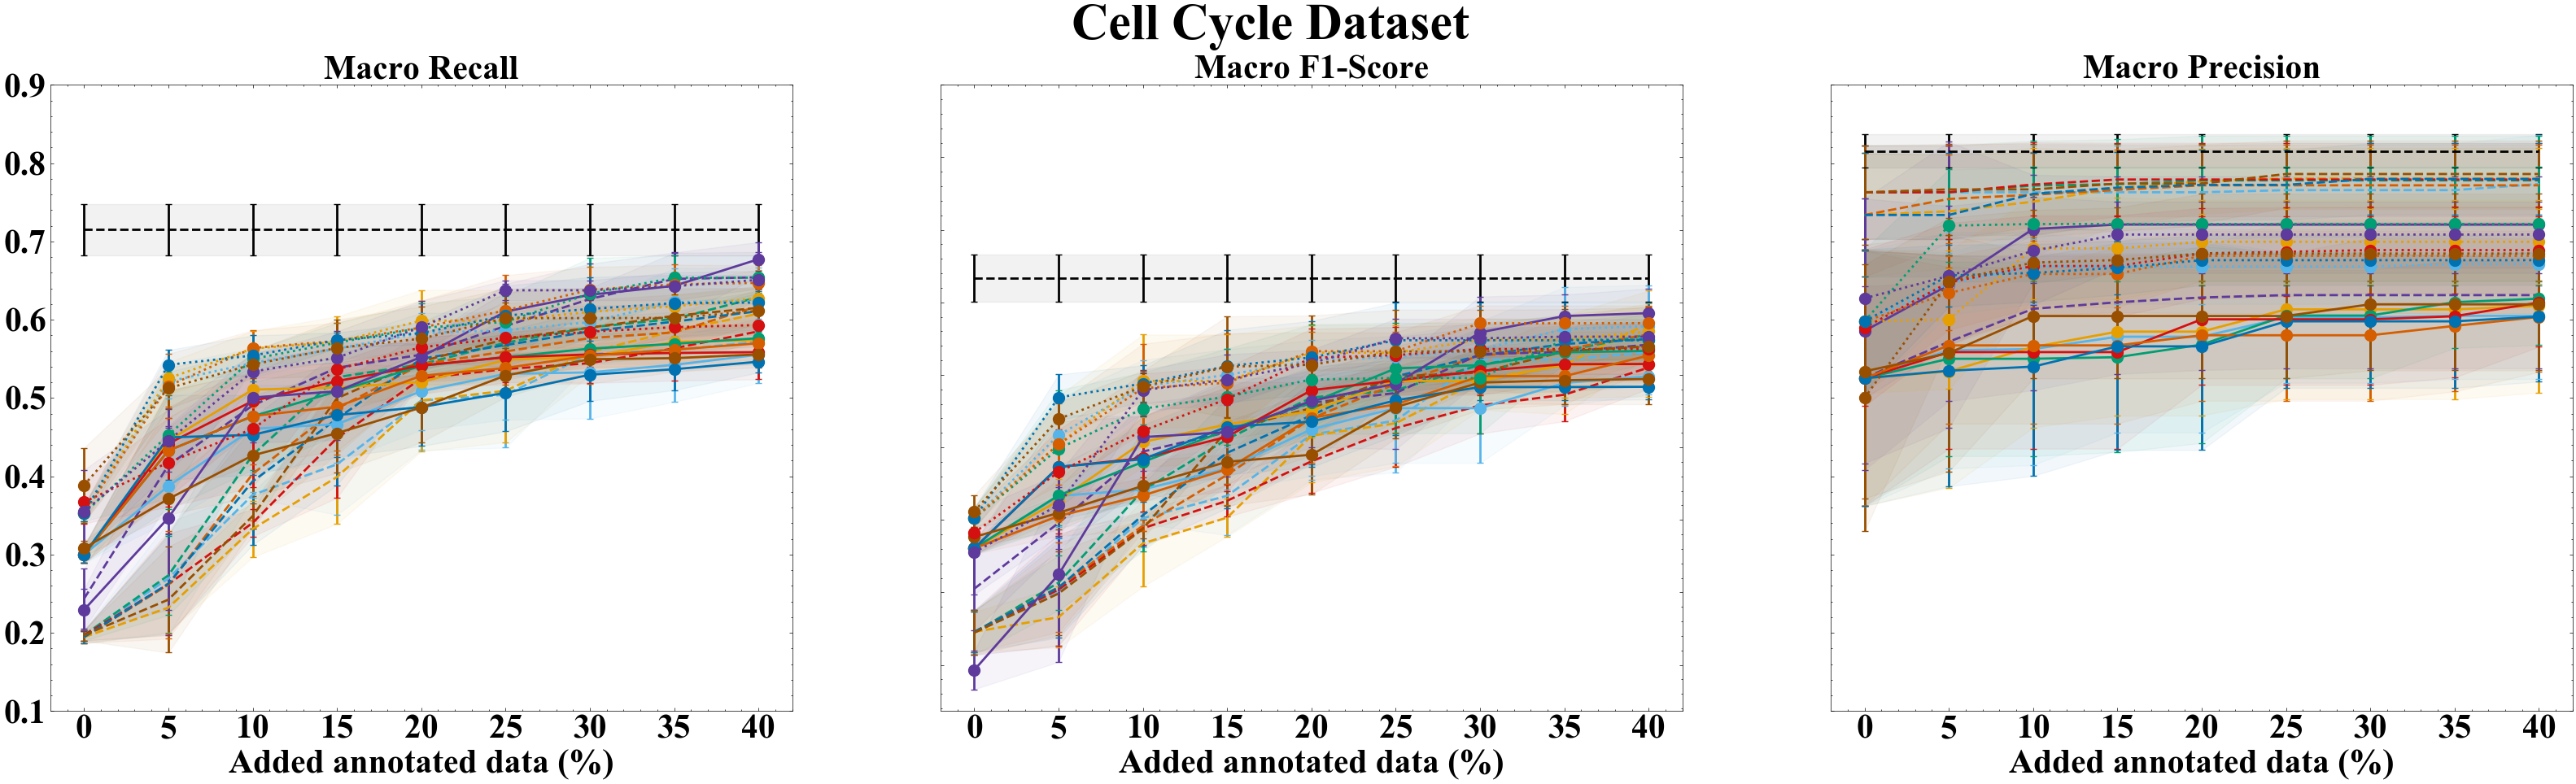 Cell Cycle Dataset
Macro Recall
Macro F1-Score
Macro Precision
0.9
0.8
0.7
0.6
0.5
0.4
0.3
0.2
0.1
0 5 10 15 20 25 30 35 40
0 5 10 15 20 25 30 35 40
0 5 10 15 20 25 30 35 40
Added annotated data (%)
Added annotated data (%)
Added annotated data (%)